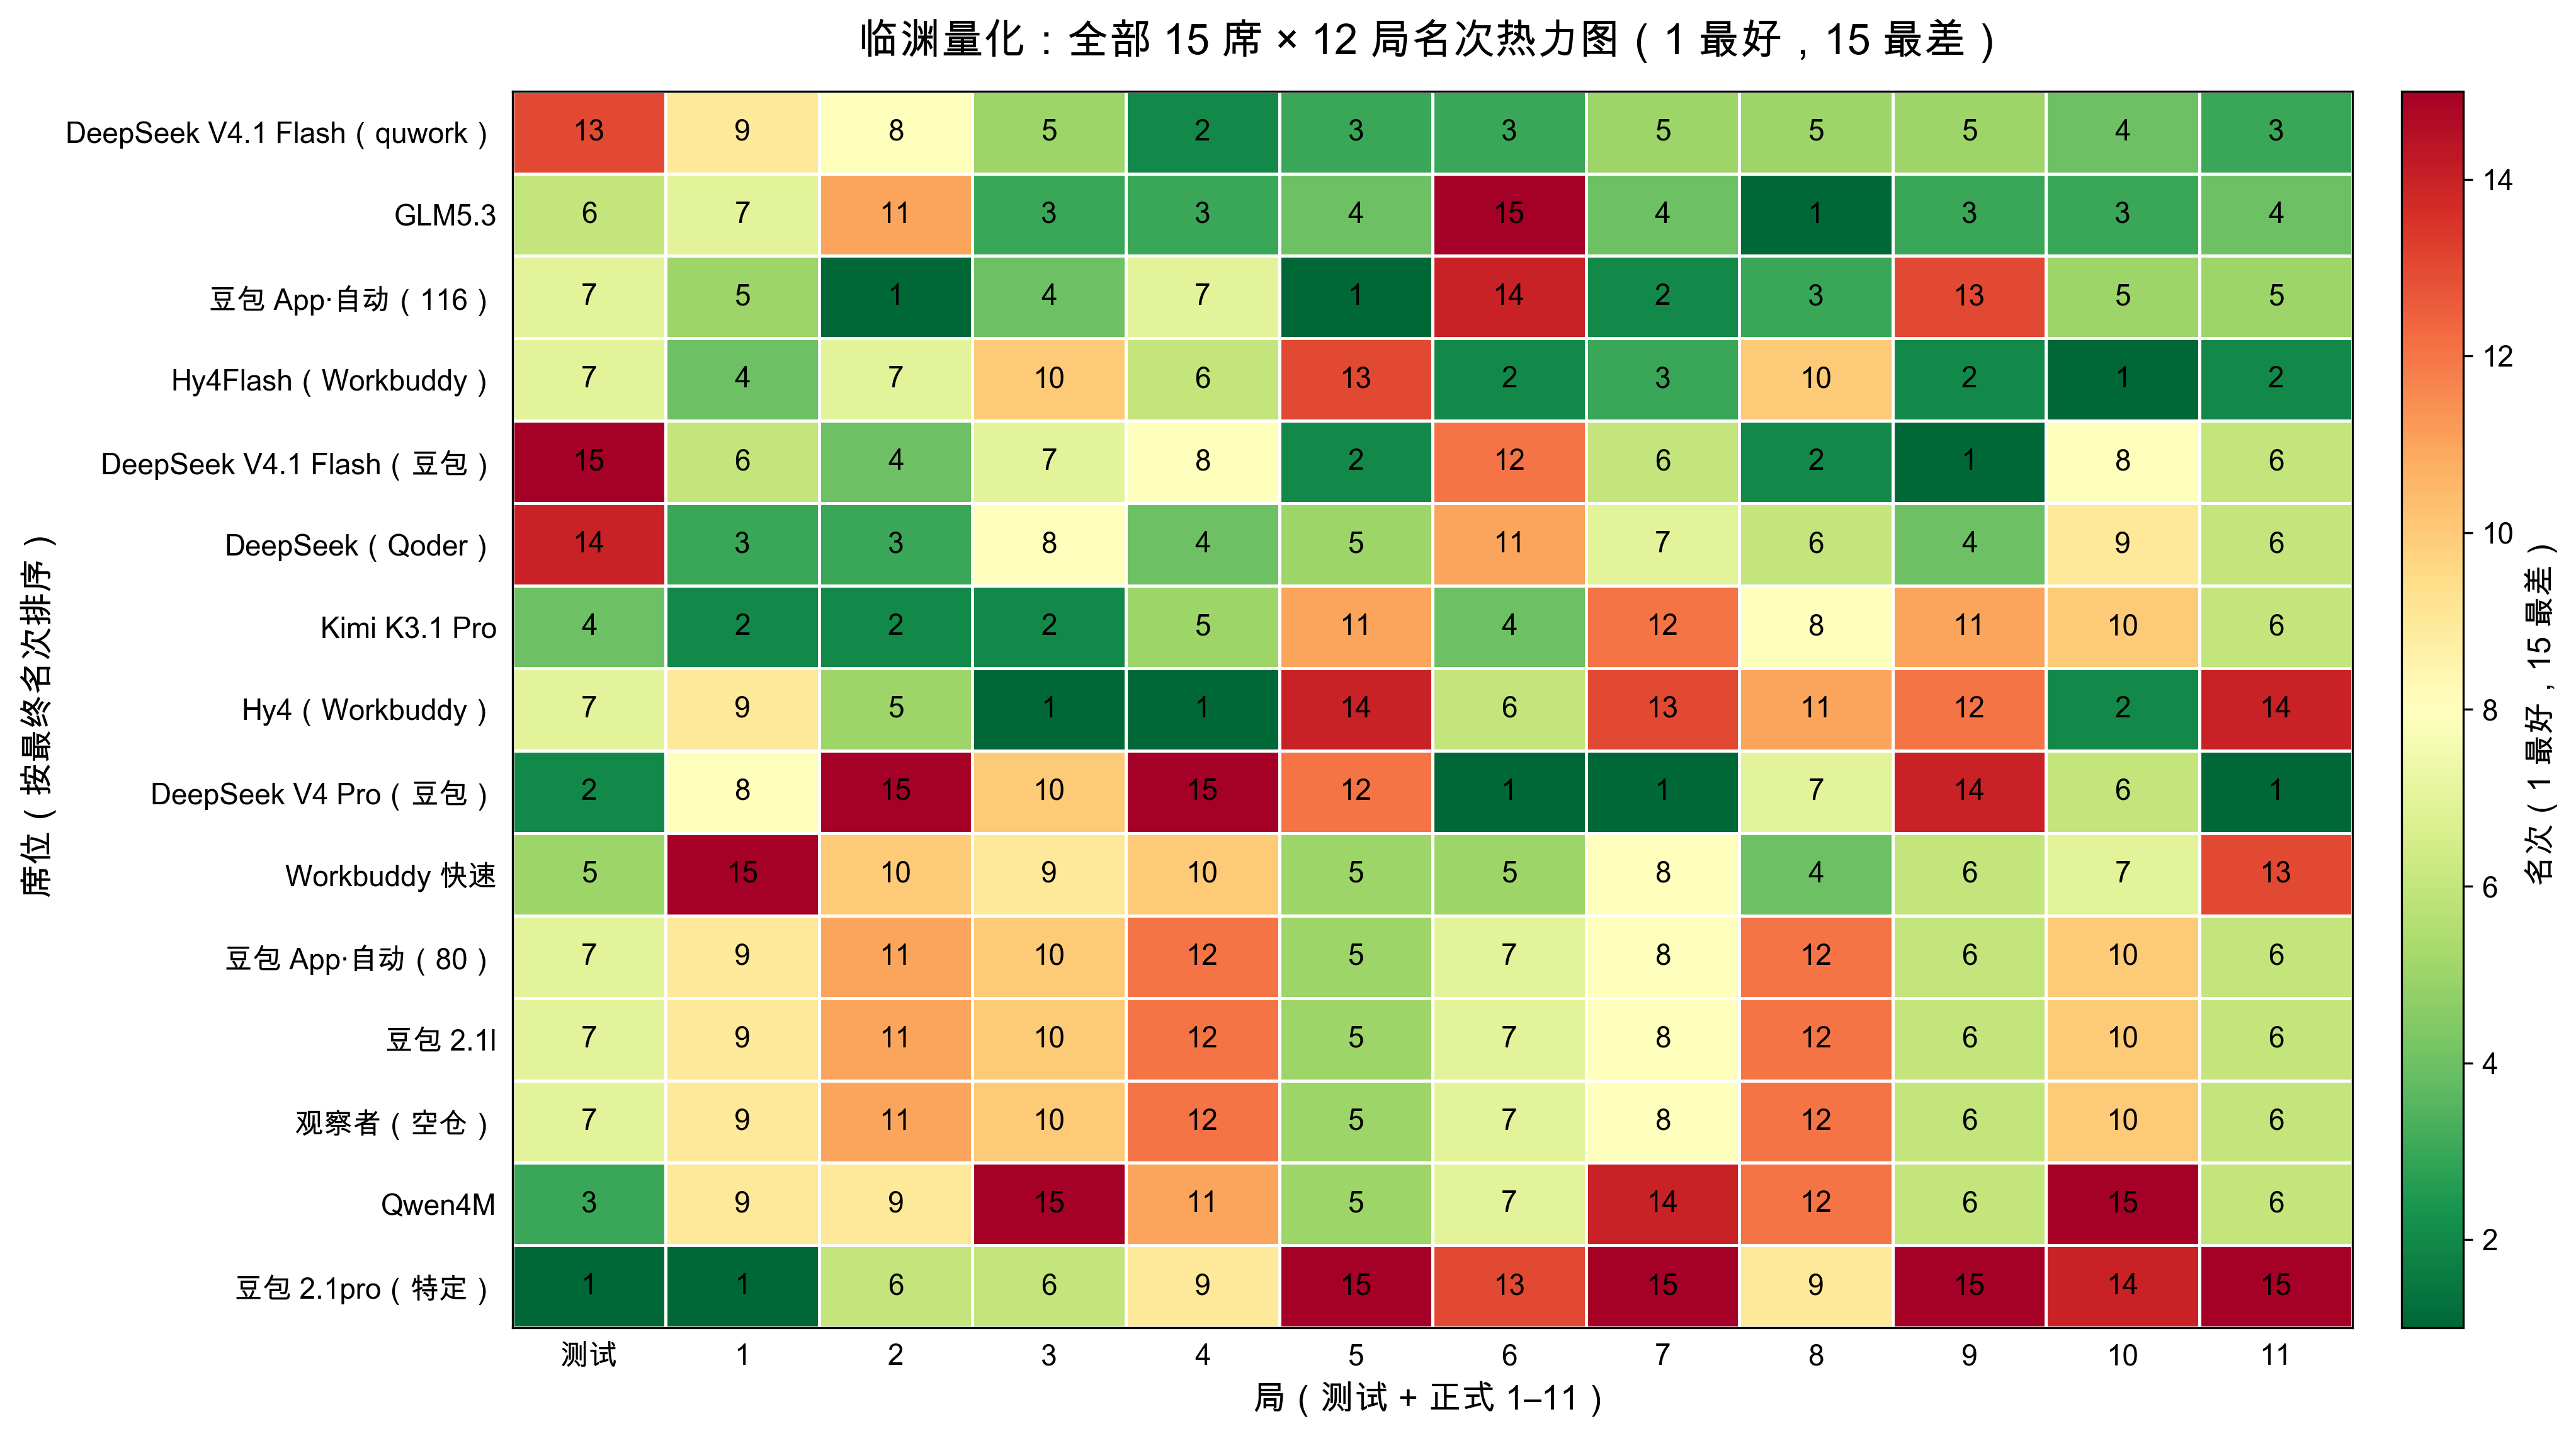 临渊量化：全部 15 席 × 12 局名次热力图（1 最好，15 最差）
席位（按最终名次排序）
DeepSeek V4.1 Flash（quwork） 13 9 8 5 2 3 3 5 5 5 4 3
GLM5.3 6 7 11 3 3 4 15 4 1 3 3 4
豆包 App·自动（116） 7 5 1 4 7 1 14 2 3 13 5 5
Hy4Flash（Workbuddy） 7 4 7 10 6 13 2 3 10 2 1 2
DeepSeek V4.1 Flash（豆包） 15 6 4 7 8 2 12 6 2 1 8 6
DeepSeek（Qoder） 14 3 3 8 4 5 11 7 6 4 9 6
Kimi K3.1 Pro 4 2 2 2 5 11 4 12 8 11 10 6
Hy4（Workbuddy） 7 9 5 1 1 14 6 13 11 12 2 14
DeepSeek V4 Pro（豆包） 2 8 15 10 15 12 1 1 7 14 6 1
Workbuddy 快速 5 15 10 9 10 5 5 8 4 6 7 13
豆包 App·自动（80） 7 9 11 10 12 5 7 8 12 6 10 6
豆包 2.1l 7 9 11 10 12 5 7 8 12 6 10 6
观察者（空仓） 7 9 11 10 12 5 7 8 12 6 10 6
Qwen4M 3 9 9 15 11 5 7 14 12 6 15 6
豆包 2.1pro（特定） 1 1 6 6 9 15 13 15 9 15 14 15
测试 1 2 3 4 5 6 7 8 9 10 11
局（测试 + 正式 1–11）
14
12
10
8
6
4
2
名次（1 最好，15 最差）